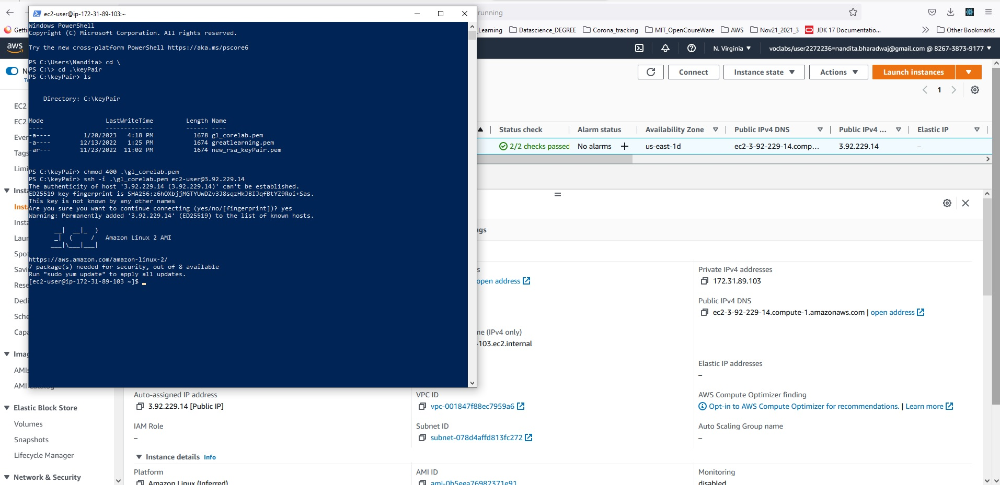 ec2-user@ip-172-31-89-103:~
Windows PowerShell
Copyright (C) Microsoft Corporation. All rights reserved.
Try the new cross-platform PowerShell https://aka.ms/pscore6
PS C:\Users\Nandita> cd \
PS C:\> cd .\keyPair
PS C:\keyPair> ls
Directory: C:\keyPair
Mode LastWriteTime Length Name
---- ------------- ------ ----
-a---- 1/20/2023 4:18 PM 1678 gl_corelab.pem
-a---- 12/13/2022 1:25 PM 1674 greatlearning.pem
-ar--- 11/23/2022 11:02 PM 1674 new_rsa_keyPair.pem
PS C:\keyPair> chmod 400 .\gl_corelab.pem
PS C:\keyPair> ssh -i .\gl_corelab.pem ec2-user@3.92.229.14
The authenticity of host '3.92.229.14 (3.92.229.14)' can't be established.
ED25519 key fingerprint is SHA256:z6hOXbjjMGTYUwDZv3J8sqzHkJBIJqfBtYZ9Roi+Sas.
This key is not known by any other names
Are you sure you want to continue connecting (yes/no/[fingerprint])? yes
Warning: Permanently added '3.92.229.14' (ED25519) to the list of known hosts.
__| __|_ )
_| ( / Amazon Linux 2 AMI
___|\___|___|
https://aws.amazon.com/amazon-linux-2/
7 package(s) needed for security, out of 8 available
Run "sudo yum update" to apply all updates.
[ec2-user@ip-172-31-89-103 ~]$
running
Getti
_Learning Datascience_DEGREE Corona_tracking MIT_OpenCoureWare AWS Nov21_2021_3 JDK 17 Documentatio... Other Bookmarks
aws N. Virginia voclabs/user2272236=nandita.bharadwaj@gmail.com @ 8267-3873-9177
Connect Instance state Actions Launch instances
1
Status check Alarm status Availability Zone Public IPv4 DNS Public IPv4 ... Elastic IP
2/2 checks passed No alarms + us-east-1d ec2-3-92-229-14.comp... 3.92.229.14 –
N
Te
EC2
EC2
Ever
Tags
Limi
Insta
Insta
Insta
Laur
Spot
Savi
Rese
Dedi
Sche
Capa
Imag
AMIs
AMI Catalog
Elastic Block Store
Volumes
Snapshots
Lifecycle Manager
Network & Security
ags
s
open address
Private IPv4 addresses
172.31.89.103
Public IPv4 DNS
ec2-3-92-229-14.compute-1.amazonaws.com | open address
me (IPv4 only)
-103.ec2.internal
Elastic IP addresses
–
Auto-assigned IP address
3.92.229.14 [Public IP]
VPC ID
vpc-001847f88ec7959a6
AWS Compute Optimizer finding
Opt-in to AWS Compute Optimizer for recommendations. | Learn more
IAM Role
–
Subnet ID
subnet-078d4affd813fc272
Auto Scaling Group name
–
Instance details Info
Platform
Amazon Linux (Inferred)
AMI ID
ami-0b5eea76982371e91
Monitoring
disabled